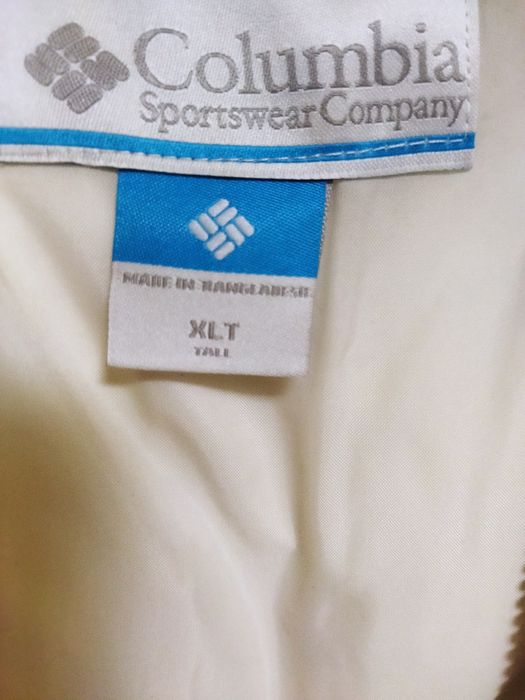 Columbia
Sportswear Company
MADE IN BANGLADESH
XLT
TALL